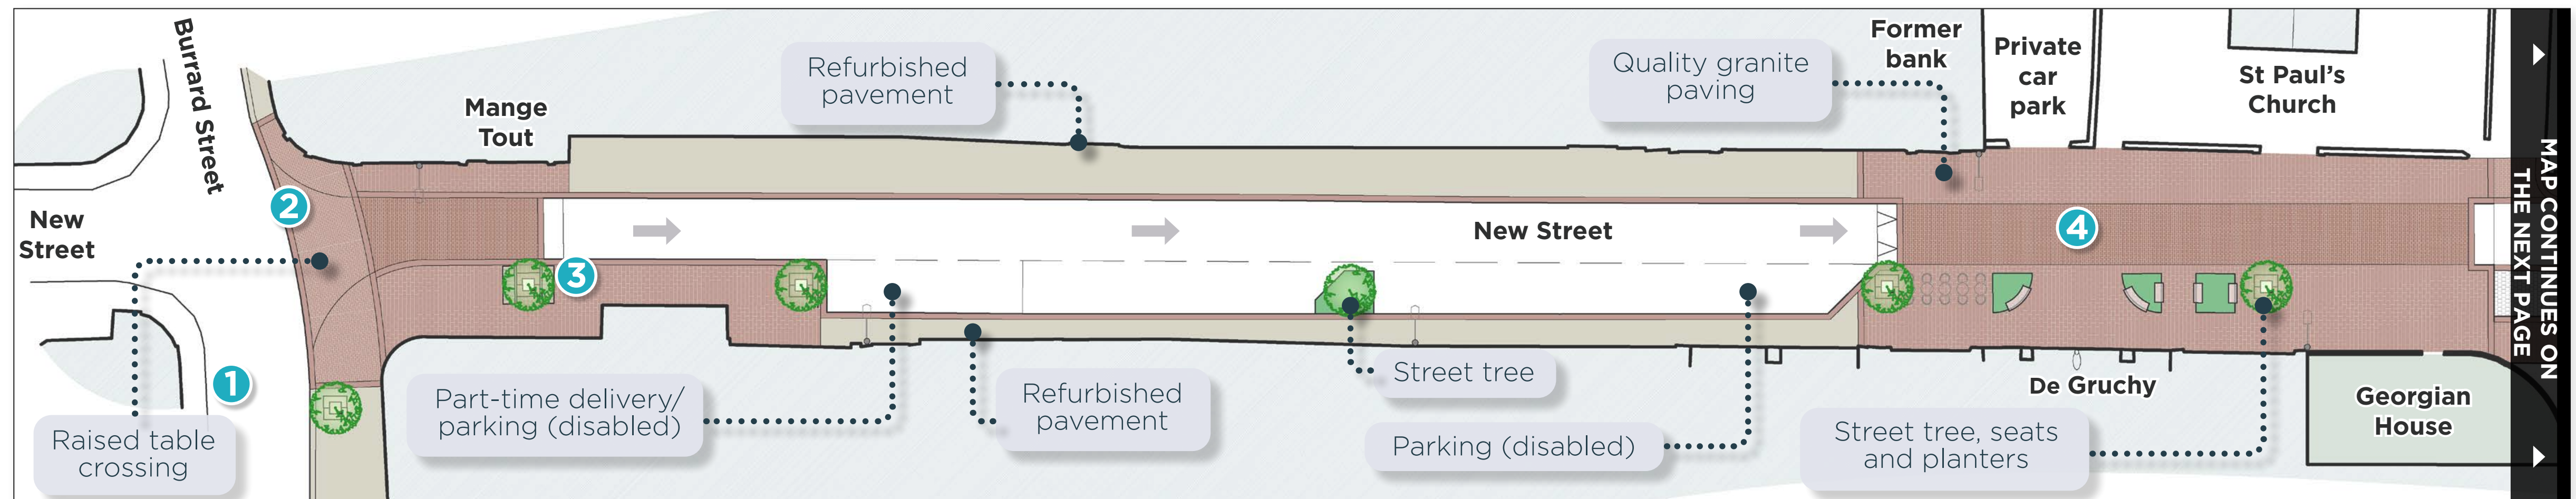 Burrard Street
Mange
Tout
Refurbished
pavement
Quality granite
paving
Former
bank
Private
car
park
St Paul's
Church
New
Street
2
3
New Street
4
1
Raised table
crossing
Part-time delivery/
parking (disabled)
Refurbished
pavement
Street tree
Parking (disabled)
De Gruchy
Street tree, seats
and planters
Georgian
House
MAP CONTINUES ON
THE NEXT PAGE